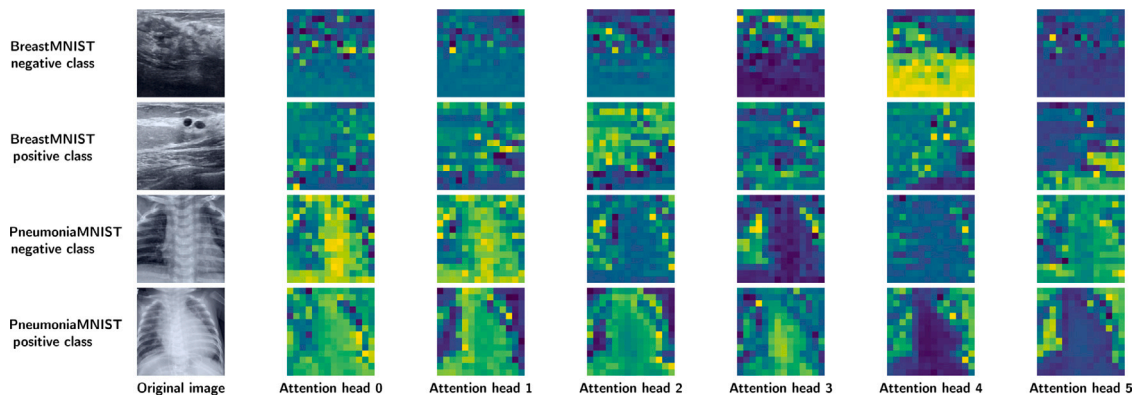 BreastMNIST
negative class
BreastMNIST
positive class
PneumoniaMNIST
negative class
PneumoniaMNIST
positive class
Original image
Attention head 0
Attention head 1
Attention head 2
Attention head 3
Attention head 4
Attention head 5